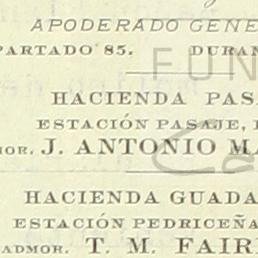 APODERADO GENE
PARTADO 85. DURAN
FUN
HACIENDA PAS
ESTACIÓN PASAJE,
MOR. J. ANTONIO MA
HACIENDA GUADA
ESTACIÓN PEDRICEÑA
ADMOR. T. M. FAIR